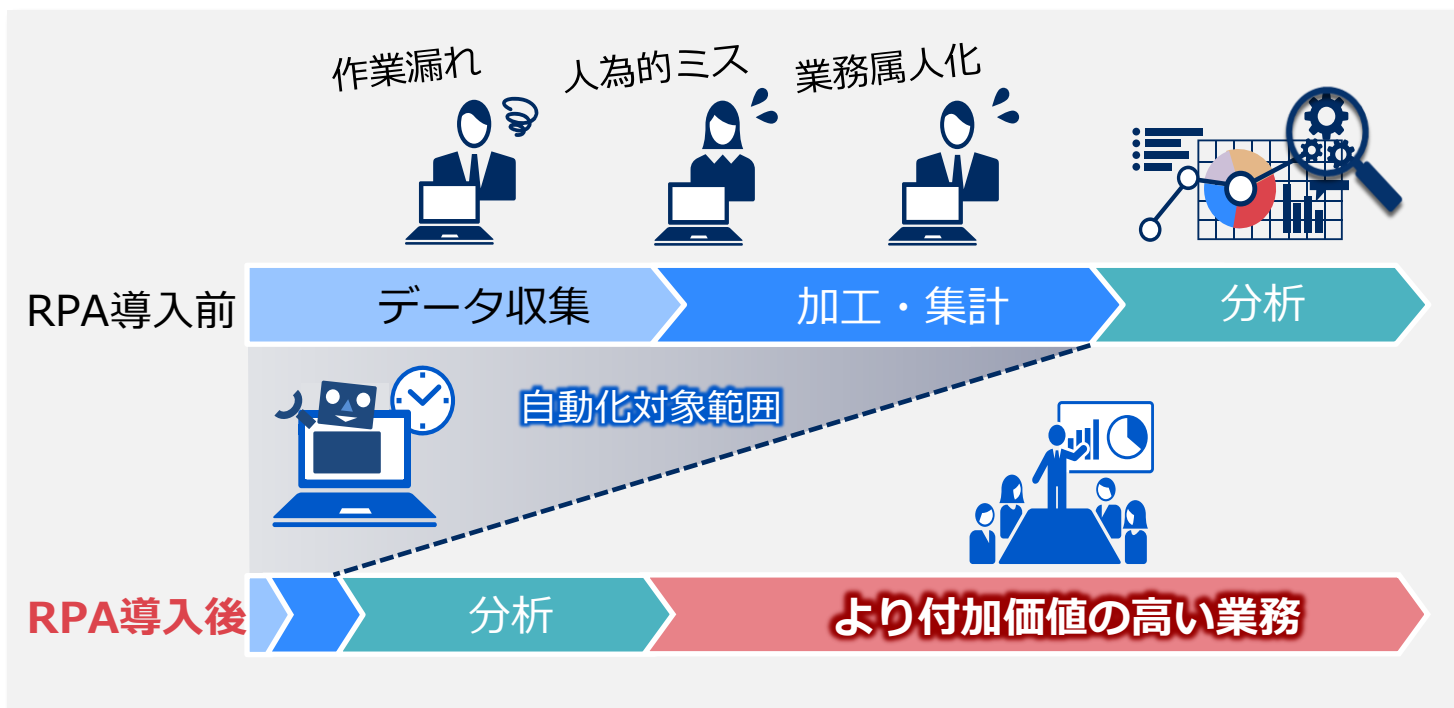 作業漏れ
人為的ミス
業務属人化
RPA導入前
データ収集
加工・集計
分析
自動化対象範囲
RPA導入後
分析
より付加価値の高い業務